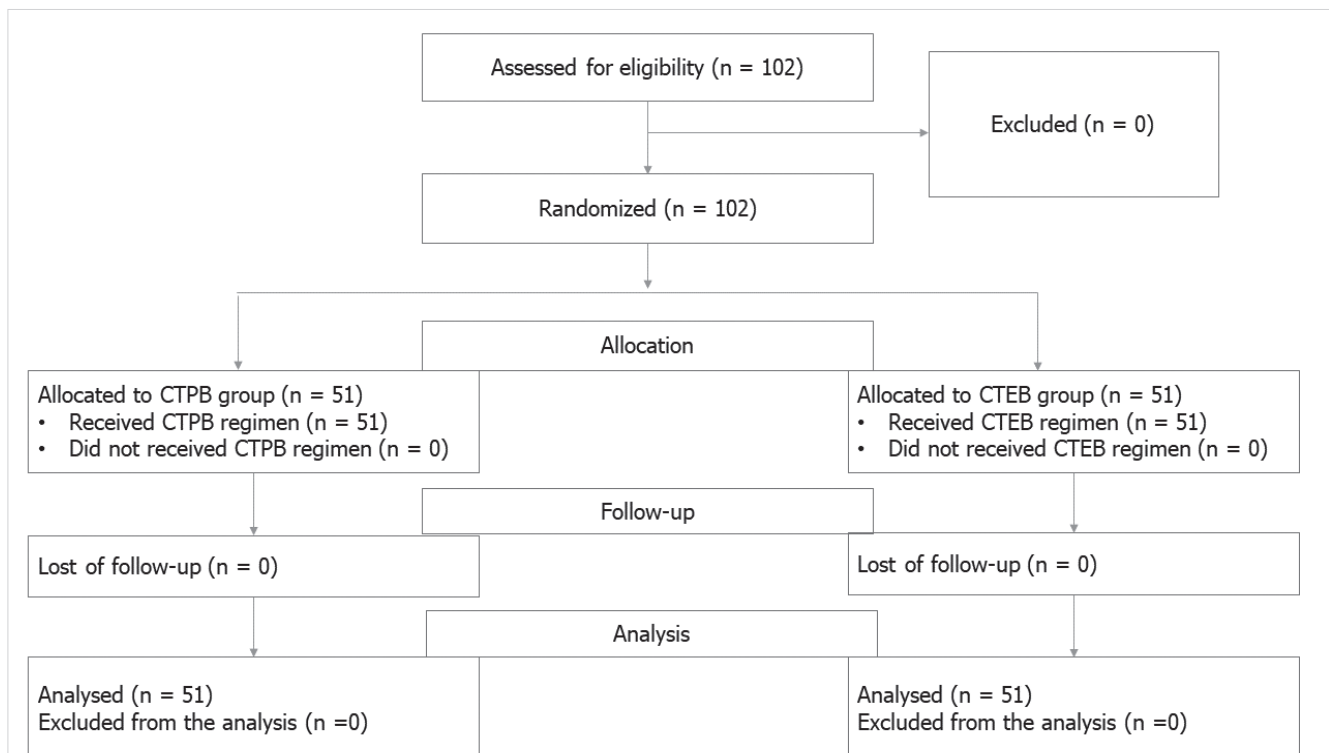 Assessed for eligibility (n = 102)
Excluded (n = 0)
Randomized (n = 102)
Allocation
Allocated to CTPB group (n = 51)
• Received CTPB regimen (n = 51)
• Did not received CTPB regimen (n = 0)
Allocated to CTEB group (n = 51)
• Received CTEB regimen (n = 51)
• Did not received CTEB regimen (n = 0)
Follow-up
Lost of follow-up (n = 0)
Lost of follow-up (n = 0)
Analysis
Analysed (n = 51)
Excluded from the analysis (n =0)
Analysed (n = 51)
Excluded from the analysis (n =0)